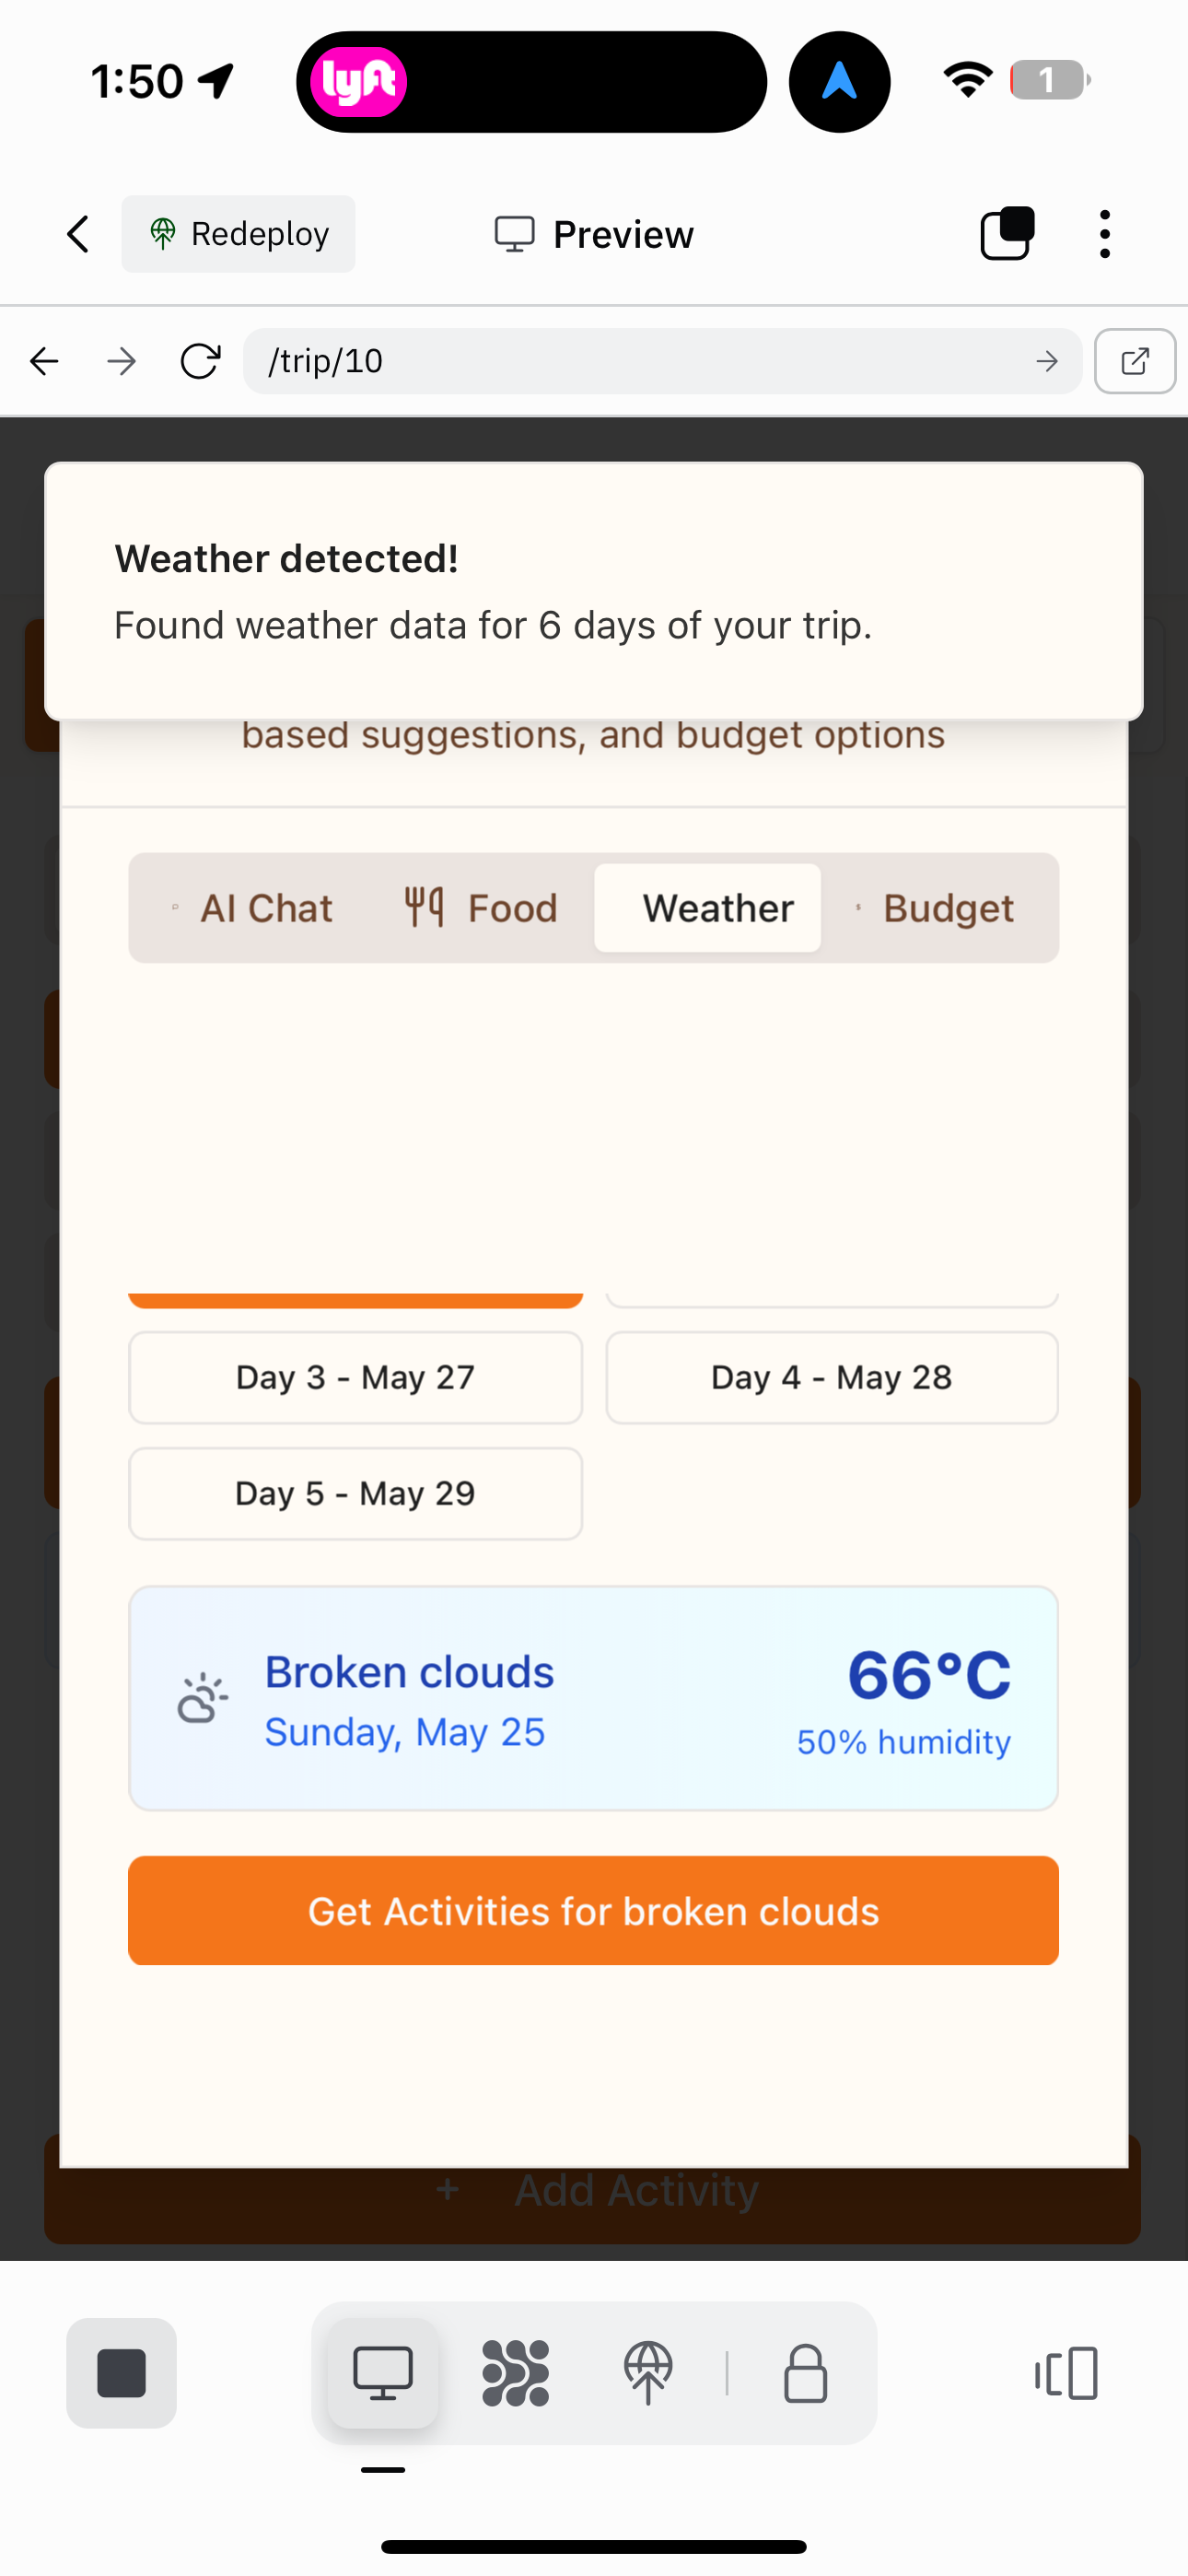 1:50
lyft
1
Redeploy
Preview
/trip/10
Weather detected!
Found weather data for 6 days of your trip.
based suggestions, and budget options
AI Chat
Food
Weather
Budget
Day 3 - May 27
Day 4 - May 28
Day 5 - May 29
Broken clouds
66°C
Sunday, May 25
50% humidity
Get Activities for broken clouds
+ Add Activity